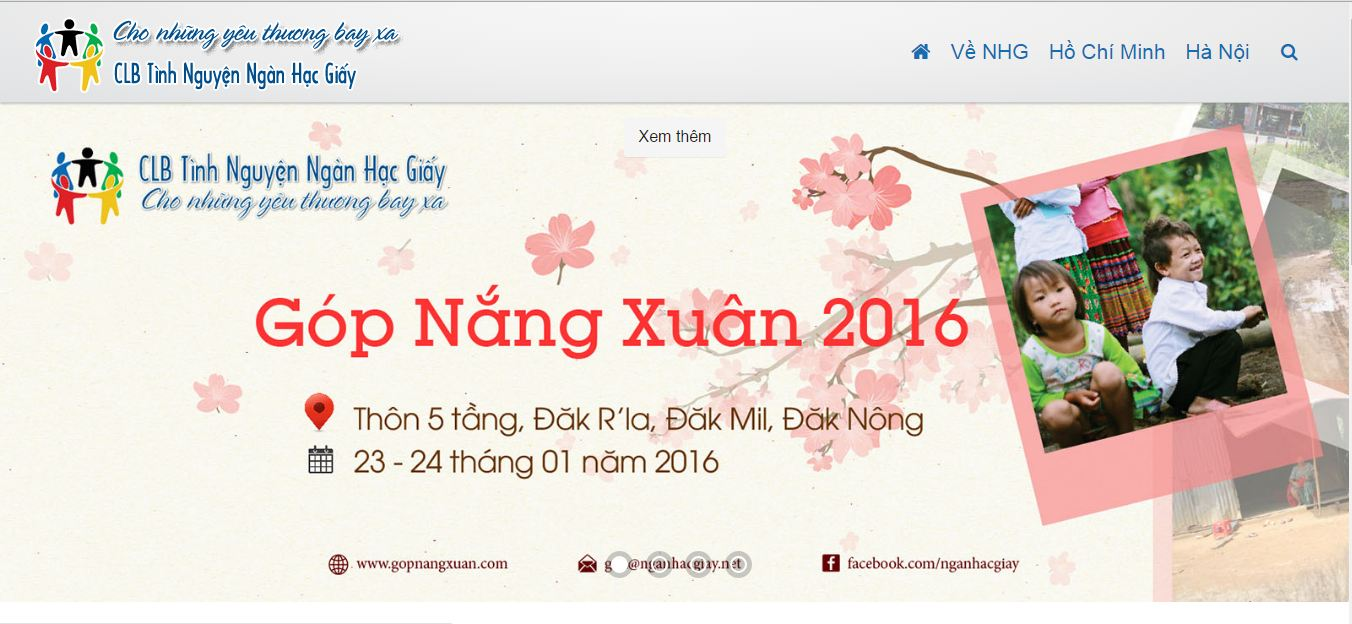 Cho những yêu thương bay xa
CLB Tình Nguyện Ngàn Hạc Giấy
Về NHG Hồ Chí Minh Hà Nội
Xem thêm
CLB Tình Nguyện Ngàn Hạc Giấy
Cho những yêu thương bay xa
Góp Nắng Xuân 2016
Thôn 5 tầng, Đăk R'la, Đăk Mil, Đăk Nông
23 - 24 tháng 01 năm 2016
www.gopnangxuan.com
@nganhacgiay.net
facebook.com/nganhacgiay